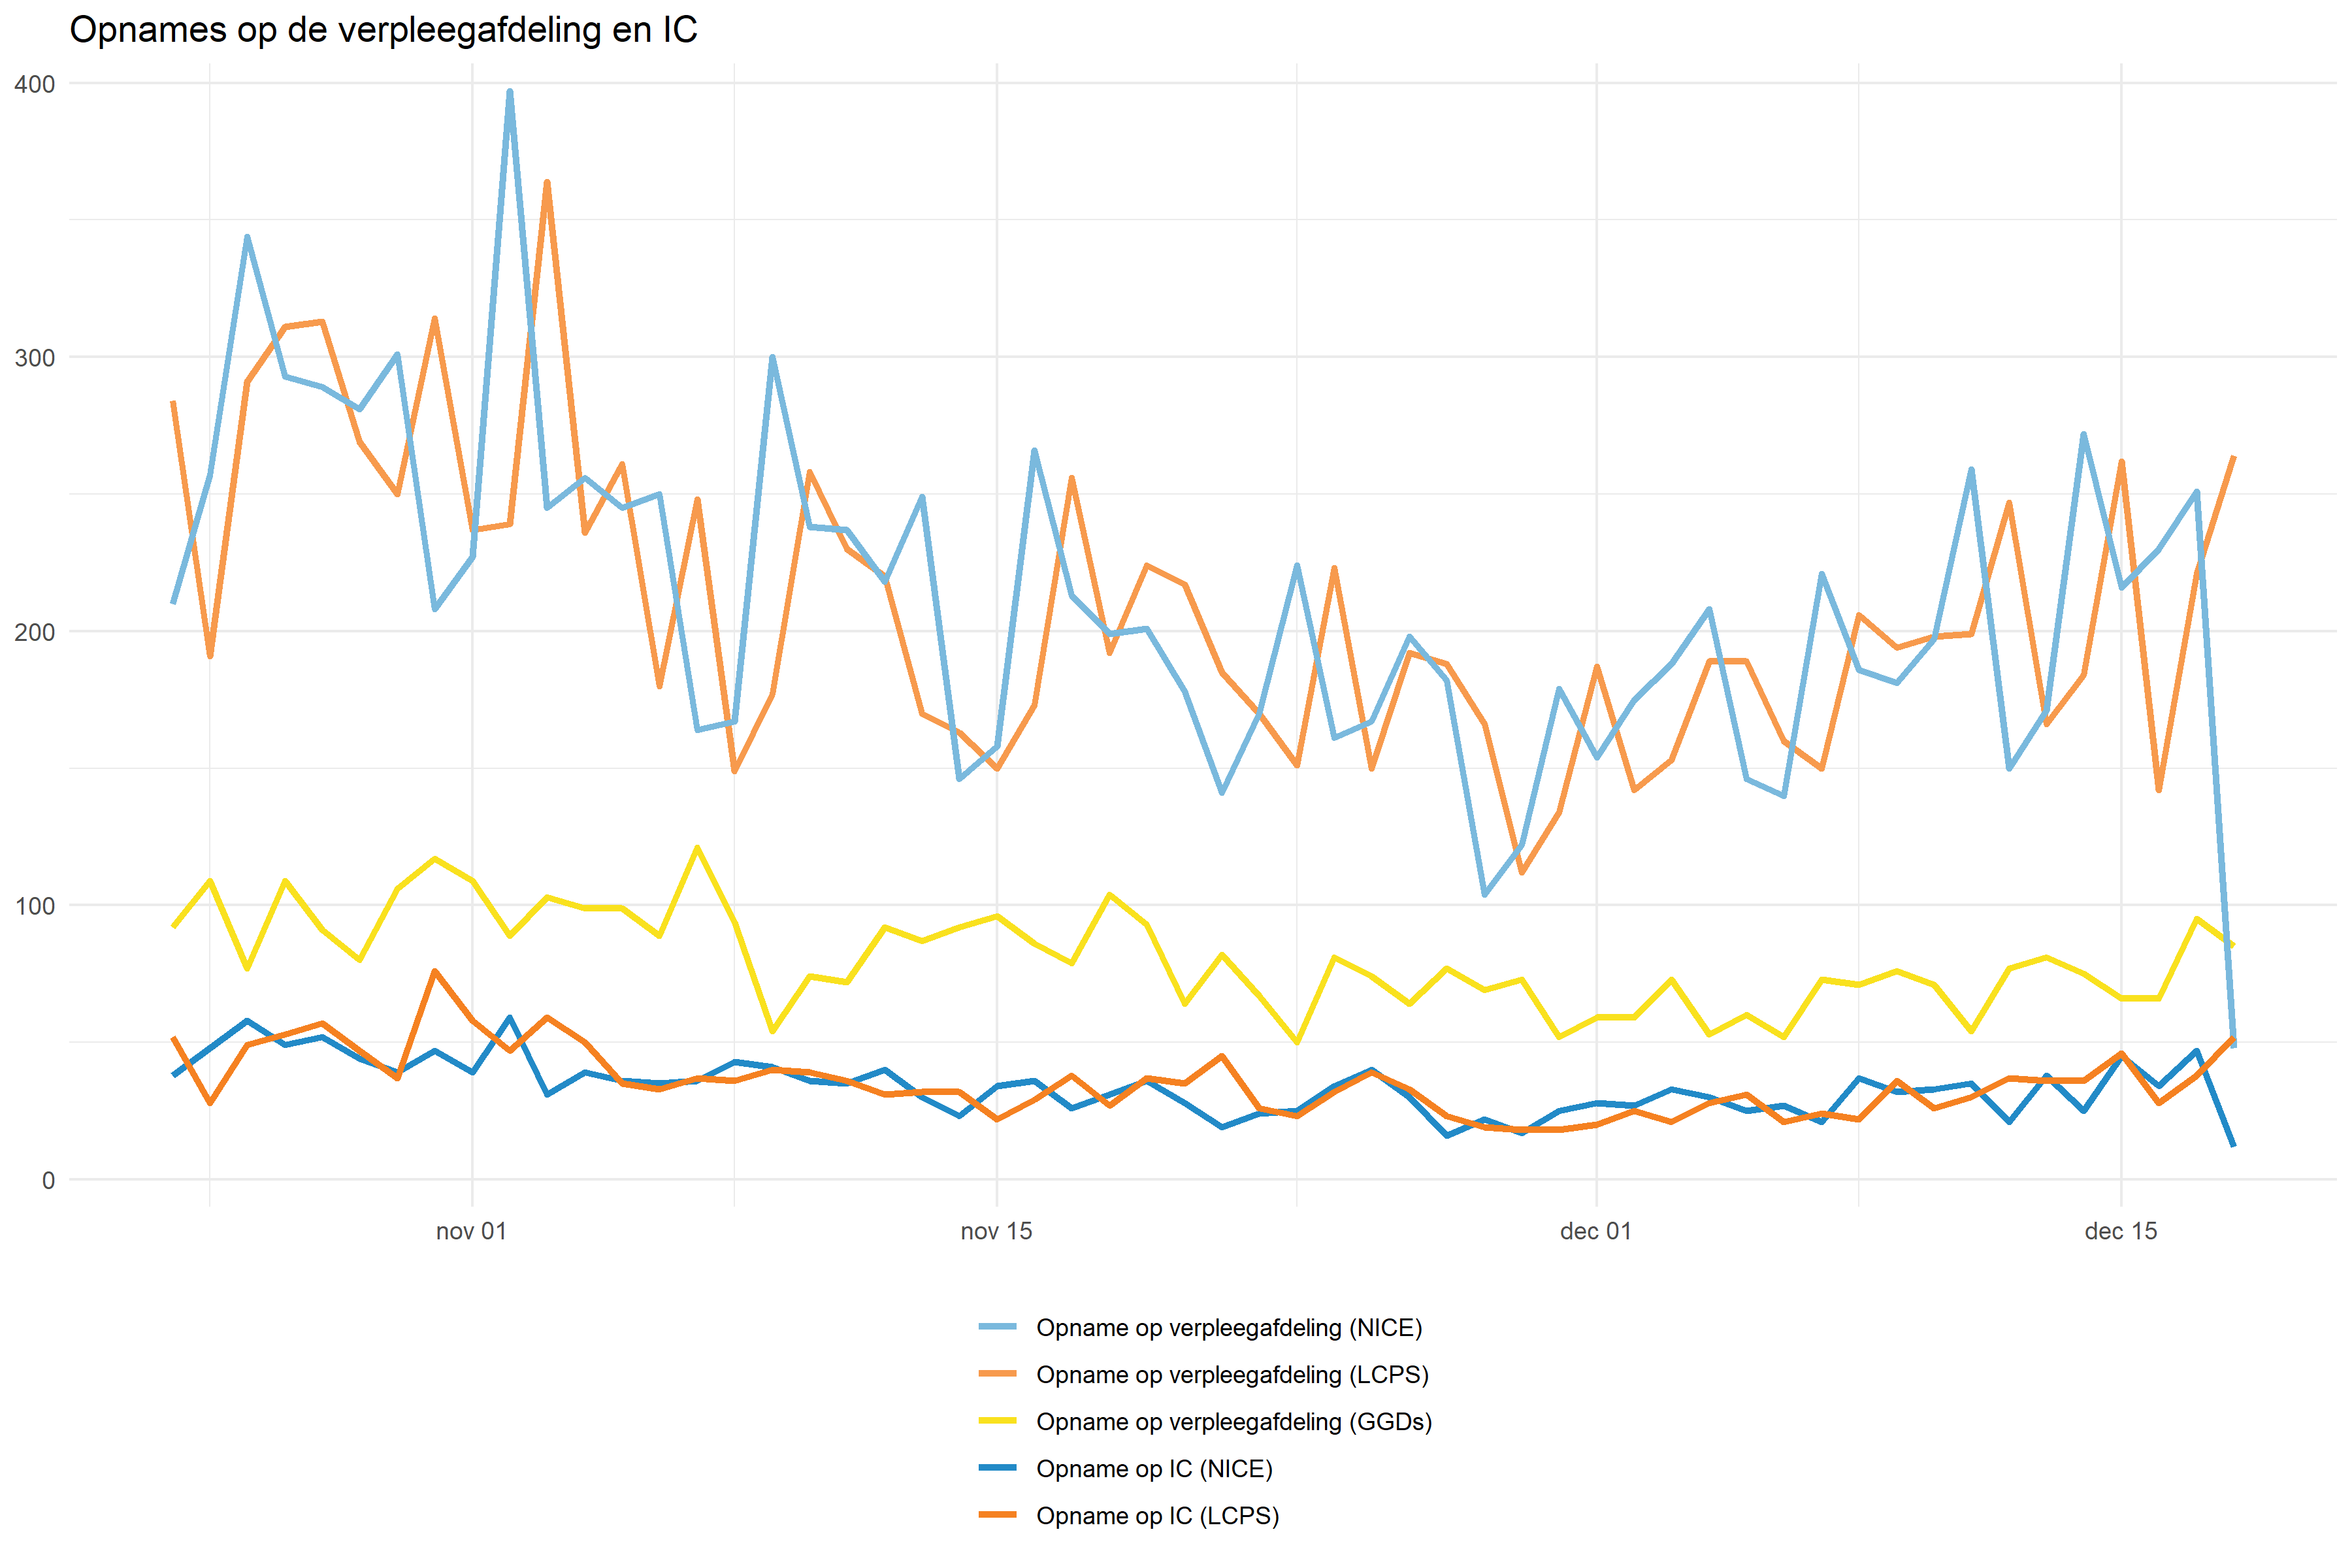 Opnames op de verpleegafdeling en IC
400
300
200
100
0
nov 01
nov 15
dec 01
dec 15
Opname op verpleegafdeling (NICE)
Opname op verpleegafdeling (LCPS)
Opname op verpleegafdeling (GGDs)
Opname op IC (NICE)
Opname op IC (LCPS)